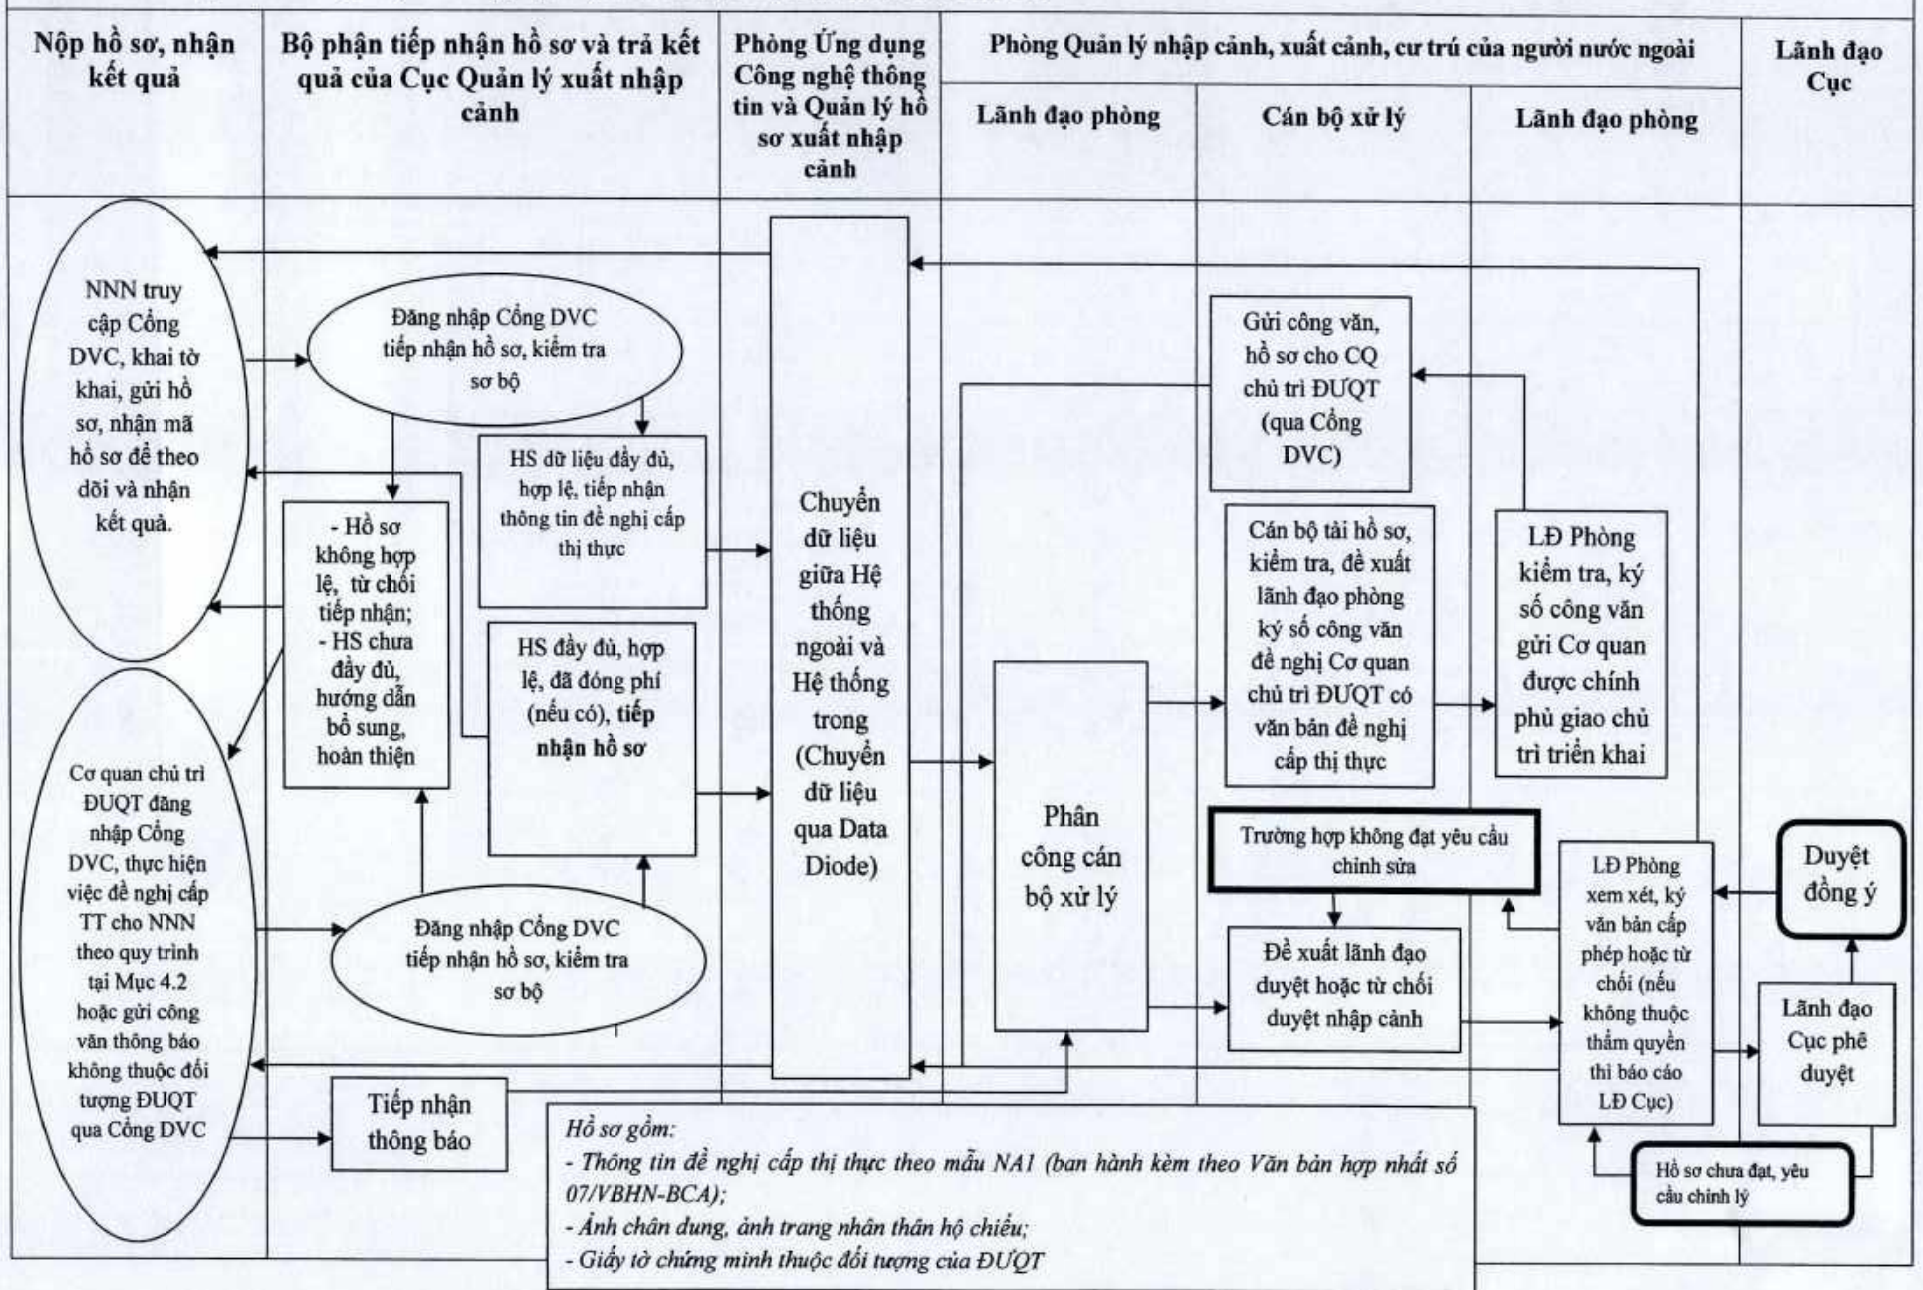 Nộp hồ sơ, nhận
kết quả
Bộ phận tiếp nhận hồ sơ và trả kết
quả của Cục Quản lý xuất nhập
cảnh
Phòng Ứng dụng
Công nghệ thông
tin và Quản lý hồ
sơ xuất nhập
cảnh
Phòng Quản lý nhập cảnh, xuất cảnh, cư trú của người nước ngoài
Lãnh đạo phòng
Cán bộ xử lý
Lãnh đạo phòng
Lãnh đạo
Cục
NNN truy
cập Cổng
DVC, khai tờ
khai, gửi hồ
sơ, nhận mã
hồ sơ để theo
dõi và nhận
kết quả.
Đăng nhập Cổng DVC
tiếp nhận hồ sơ, kiểm tra
sơ bộ
HS dữ liệu đầy đủ,
hợp lệ, tiếp nhận
thông tin đề nghị cấp
thị thực
- Hồ sơ
không hợp
lệ, từ chối
tiếp nhận;
- HS chưa
đầy đủ,
hướng dẫn
bổ sung,
hoàn thiện
HS đầy đủ, hợp
lệ, đã đóng phí
(nếu có), tiếp
nhận hồ sơ
Cơ quan chủ trì
ĐƯQT đăng
nhập Cổng
DVC, thực hiện
việc đề nghị cấp
TT cho NNN
theo quy trình
tại Mục 4.2
hoặc gửi công
văn thông báo
không thuộc đối
tượng ĐƯQT
qua Cổng DVC
Đăng nhập Cổng DVC
tiếp nhận hồ sơ, kiểm tra
sơ bộ
Tiếp nhận
thông báo
Chuyển
dữ liệu
giữa Hệ
thống
ngoài và
Hệ thống
trong
(Chuyển
dữ liệu
qua Data
Diode)
Phân
công cán
bộ xử lý
Gửi công văn,
hồ sơ cho CQ
chủ trì ĐƯQT
(qua Cổng
DVC)
Cán bộ tải hồ sơ,
kiểm tra, đề xuất
lãnh đạo phòng
ký số công văn
đề nghị Cơ quan
chủ trì ĐƯQT có
văn bản đề nghị
cấp thị thực
LĐ Phòng
kiểm tra, ký
số công văn
gửi Cơ quan
được chính
phủ giao chủ
trì triển khai
Trường hợp không đạt yêu cầu
chỉnh sửa
Đề xuất lãnh đạo
duyệt hoặc từ chối
duyệt nhập cảnh
LĐ Phòng
xem xét, ký
văn bản cấp
phép hoặc từ
chối (nếu
không thuộc
thẩm quyền
thì báo cáo
LĐ Cục)
Duyệt
đồng ý
Lãnh đạo
Cục phê
duyệt
Hồ sơ chưa đạt, yêu
cầu chỉnh lý
Hồ sơ gồm:
- Thông tin đề nghị cấp thị thực theo mẫu NA1 (ban hành kèm theo Văn bản hợp nhất số
07/VBHN-BCA);
- Ảnh chân dung, ảnh trang nhân thân hộ chiếu;
- Giấy tờ chứng minh thuộc đối tượng của ĐƯQT